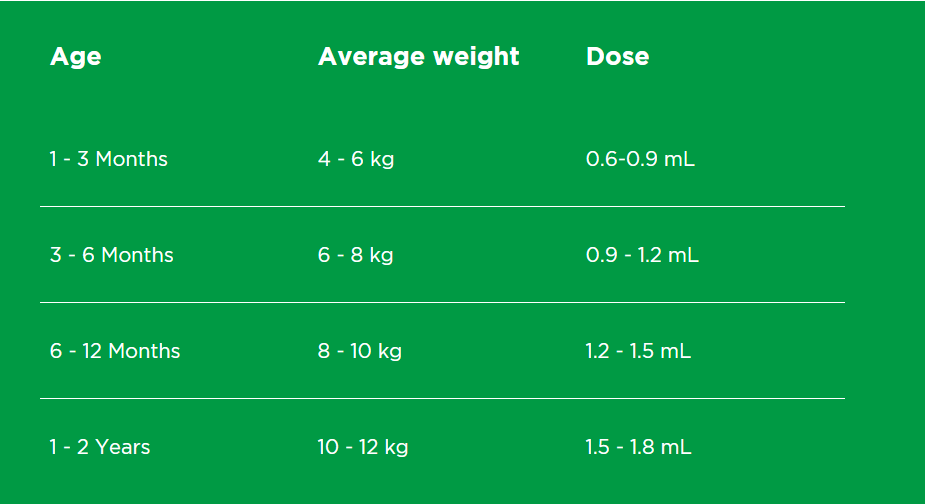 Age Average weight Dose
1 - 3 Months 4 - 6 kg 0.6-0.9 mL
3 - 6 Months 6 - 8 kg 0.9 - 1.2 mL
6 - 12 Months 8 - 10 kg 1.2 - 1.5 mL
1 - 2 Years 10 - 12 kg 1.5 - 1.8 mL